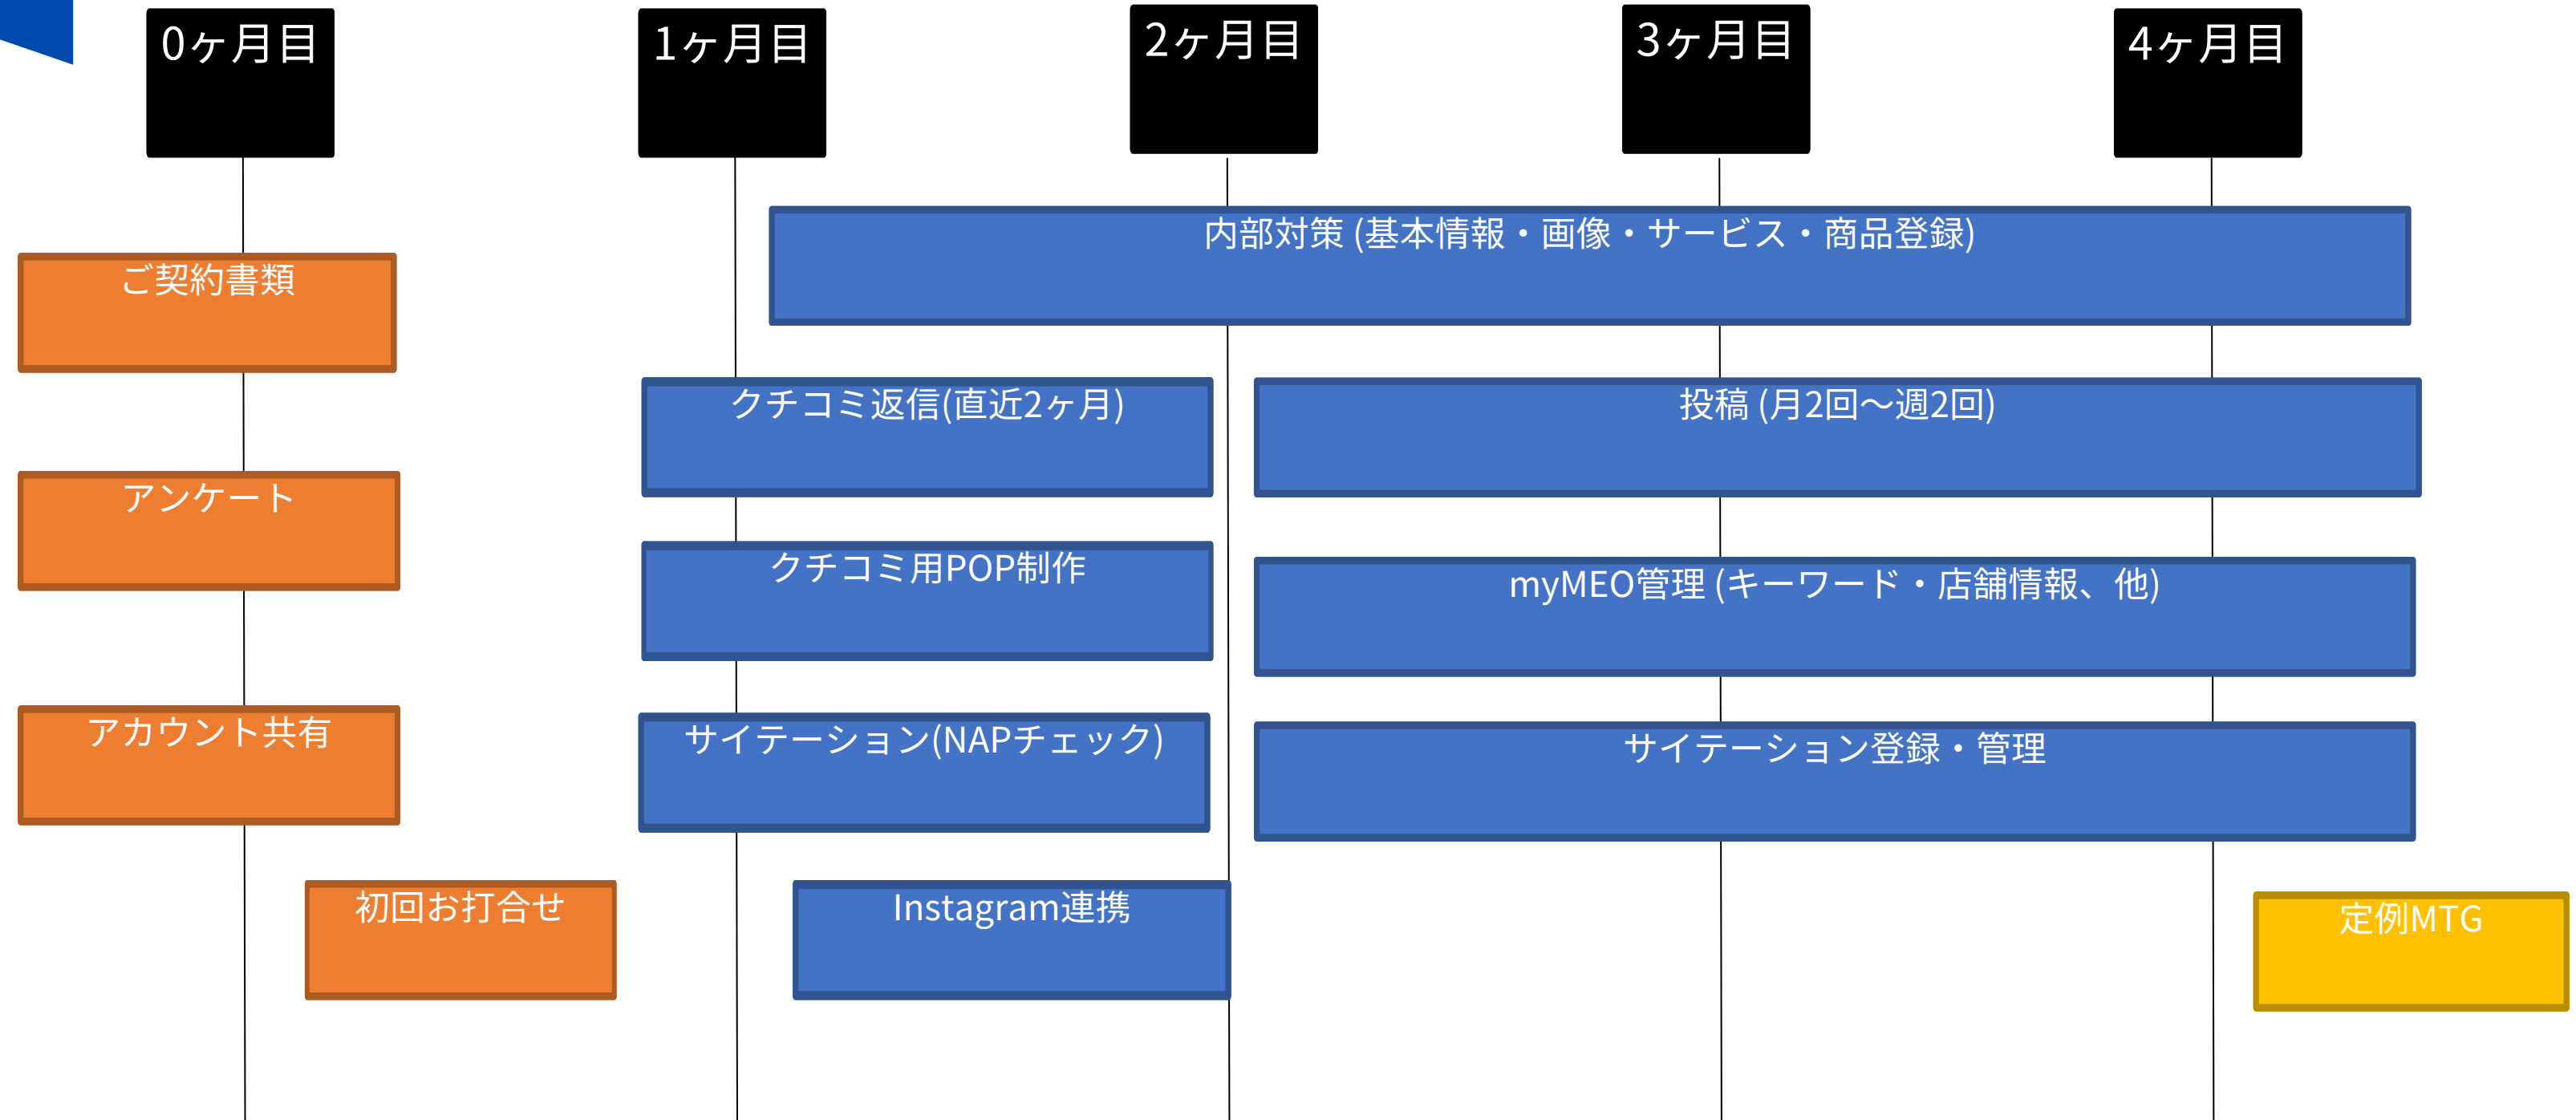 0ヶ月目
1ヶ月目
2ヶ月目
3ヶ月目
4ヶ月目
内部対策 (基本情報・画像・サービス・商品登録)
ご契約書類
クチコミ返信(直近2ヶ月)
投稿 (月2回～週2回)
アンケート
クチコミ用POP制作
myMEO管理 (キーワード・店舗情報、他)
アカウント共有
サイテーション(NAPチェック)
サイテーション登録・管理
初回お打合せ
Instagram連携
定例MTG